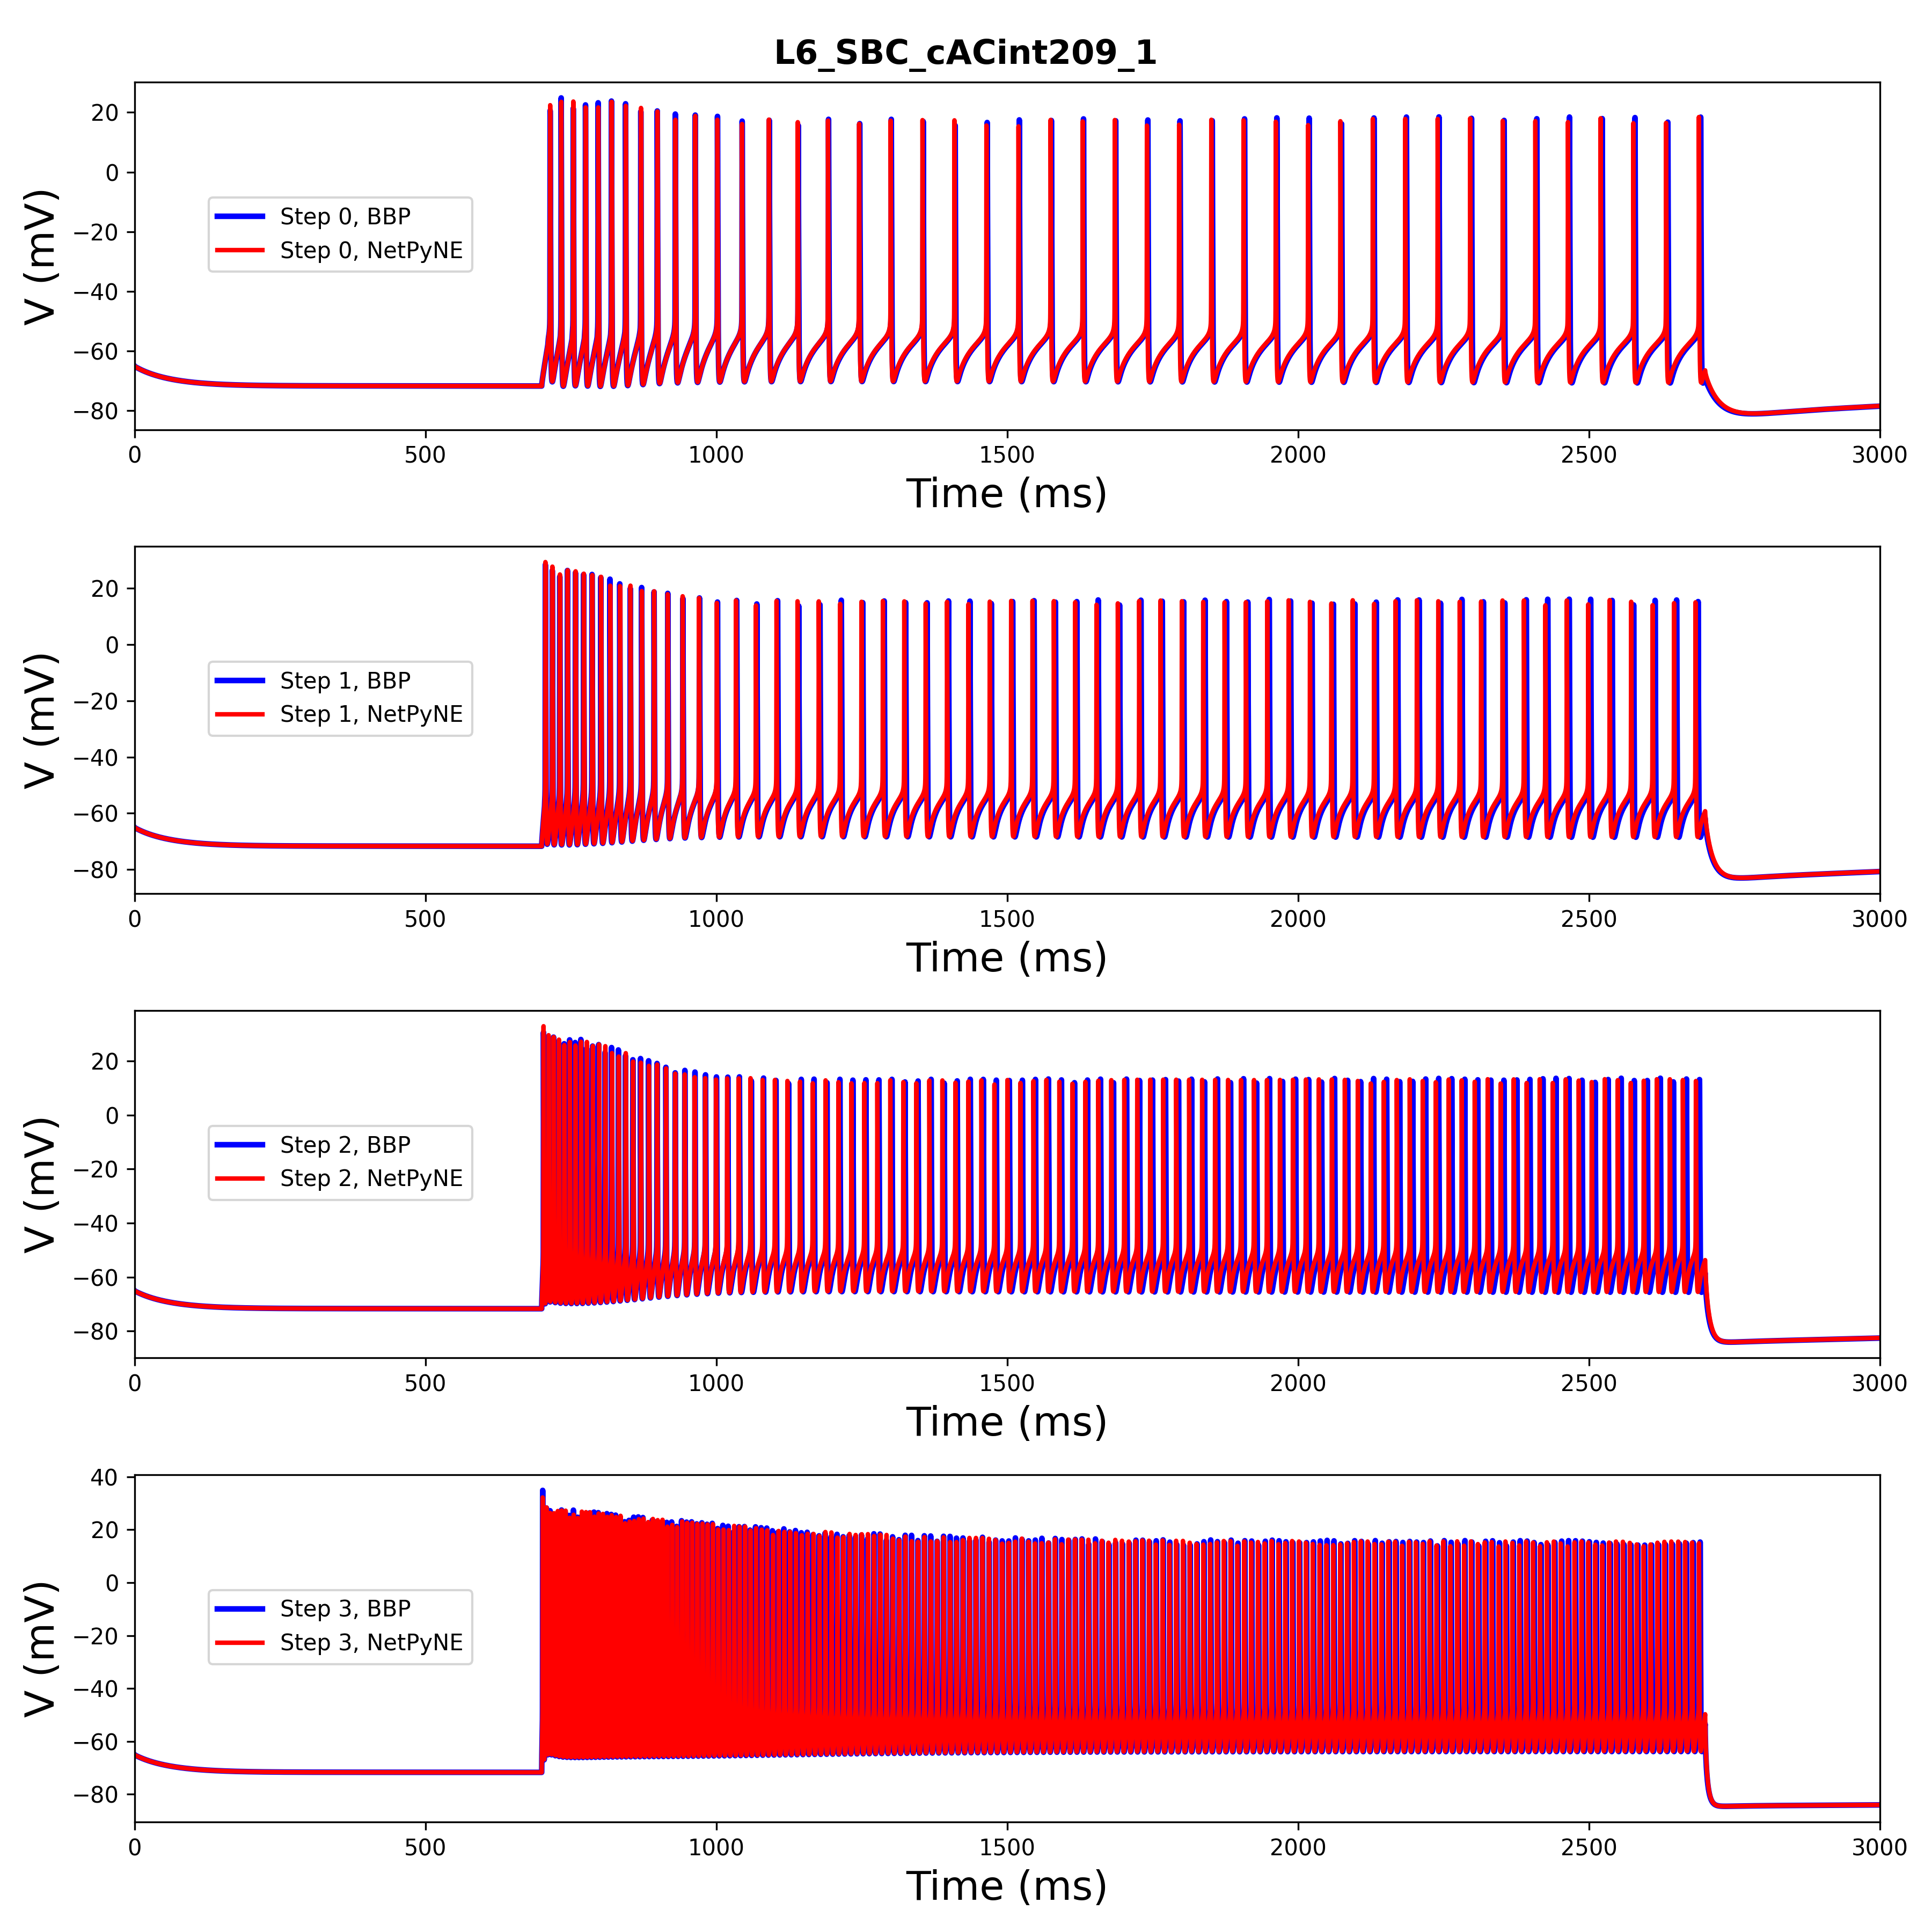 L6_SBC_cACint209_1
20
0
−20
−40
−60
−80
V (mV)
Step 0, BBP
Step 0, NetPyNE
0 500 1000 1500 2000 2500 3000
Time (ms)
20
0
−20
−40
−60
−80
V (mV)
Step 1, BBP
Step 1, NetPyNE
0 500 1000 1500 2000 2500 3000
Time (ms)
20
0
−20
−40
−60
−80
V (mV)
Step 2, BBP
Step 2, NetPyNE
0 500 1000 1500 2000 2500 3000
Time (ms)
40
20
0
−20
−40
−60
−80
V (mV)
Step 3, BBP
Step 3, NetPyNE
0 500 1000 1500 2000 2500 3000
Time (ms)